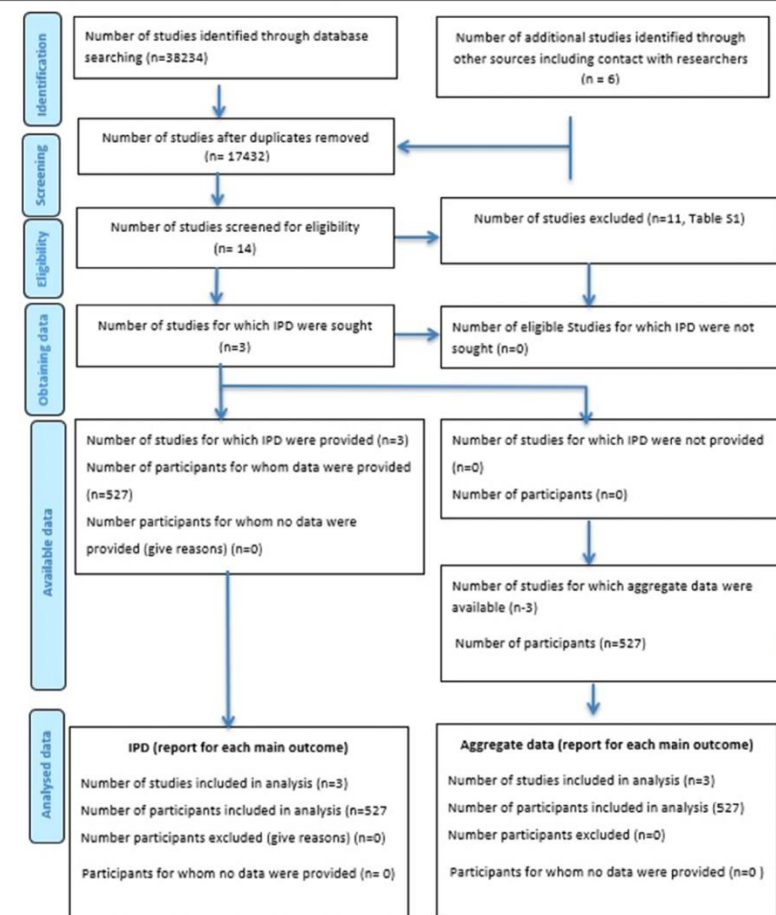 Identification
Number of studies identified through database
searching (n=38234)
Number of additional studies identified through
other sources including contact with researchers
(n = 6)
Screening
Number of studies after duplicates removed
(n= 17432)
Eligibility
Number of studies screened for eligibility
(n= 14)
Number of studies excluded (n=11, Table S1)
Obtaining data
Number of studies for which IPD were sought
(n=3)
Number of eligible Studies for which IPD were not
sought (n=0)
Available data
Number of studies for which IPD were provided (n=3)
Number of participants for whom data were provided
(n=527)
Number participants for whom no data were
provided (give reasons) (n=0)
Number of studies for which IPD were not provided
(n=0)
Number of participants (n=0)
Number of studies for which aggregate data were
available (n-3)
Number of participants (n=527)
Analysed data
IPD (report for each main outcome)
Number of studies included in analysis (n=3)
Number of participants included in analysis (n=527
Number participants excluded (give reasons) (n=0)
Participants for whom no data were provided (n= 0)
Aggregate data (report for each main outcome)
Number of studies included in analysis (n=3)
Number of participants included in analysis (527)
Number participants excluded (n=0)
Participants for whom no data were provided (n=0 )